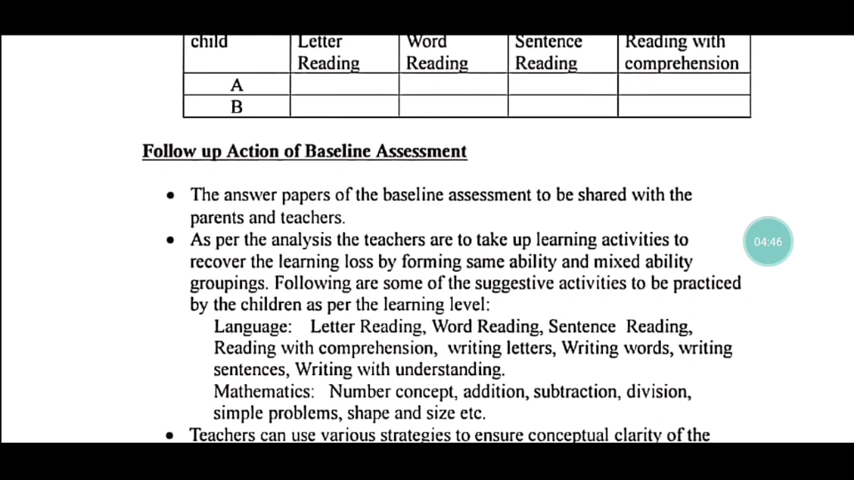 child Letter Word Sentence Reading with
Reading Reading Reading comprehension
A
B
Follow up Action of Baseline Assessment
• The answer papers of the baseline assessment to be shared with the
parents and teachers.
• As per the analysis the teachers are to take up learning activities to
recover the learning loss by forming same ability and mixed ability
groupings. Following are some of the suggestive activities to be practiced
by the children as per the learning level:
Language: Letter Reading, Word Reading, Sentence Reading,
Reading with comprehension, writing letters, Writing words, writing
sentences, Writing with understanding.
Mathematics: Number concept, addition, subtraction, division,
simple problems, shape and size etc.
• Teachers can use various strategies to ensure conceptual clarity of the
04:46